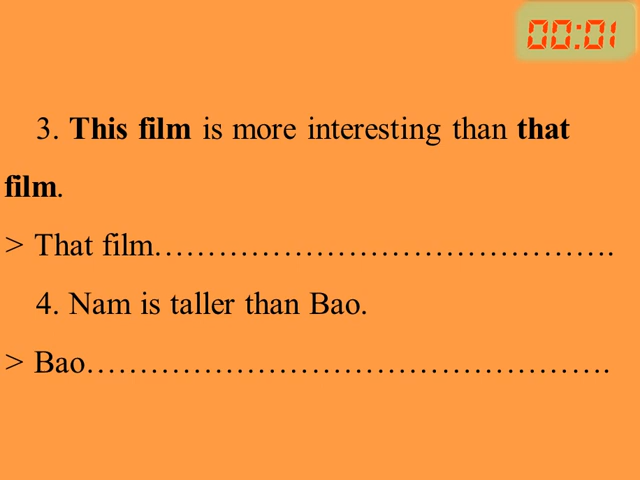 00:01
3. This film is more interesting than that
film.
> That film……………………………………….
4. Nam is taller than Bao.
> Bao…………………………………………….